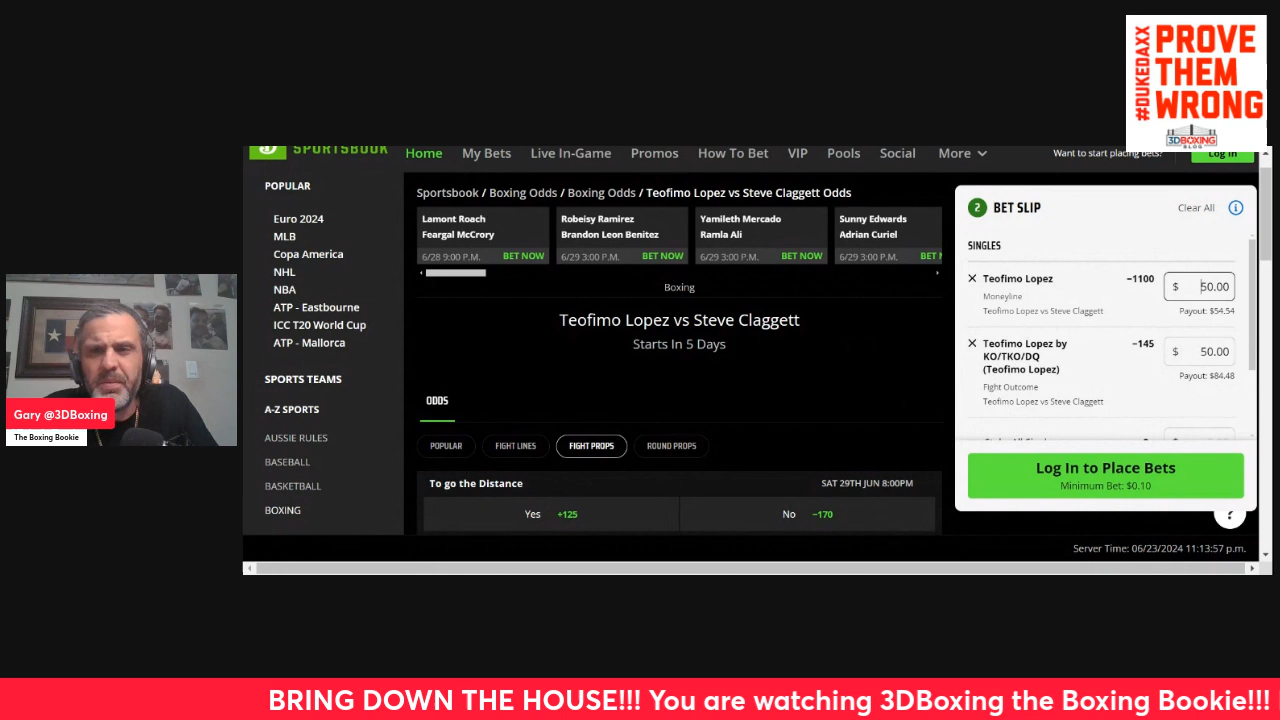 #DUKEDAXX
PROVE
THEM
WRONG
3DBOXING
BLOG
SPORTSBOOK
Home My Bets Live In-Game Promos How To Bet VIP Pools Social More
Want to start placing bets?
Log In
POPULAR
Euro 2024
MLB
Copa America
NHL
NBA
ATP - Eastbourne
ICC T20 World Cup
ATP - Mallorca
SPORTS TEAMS
A-Z SPORTS
AUSSIE RULES
BASEBALL
BASKETBALL
BOXING
Sportsbook / Boxing Odds / Boxing Odds / Teofimo Lopez vs Steve Claggett Odds
Lamont Roach
Feargal McCrory
6/28 9:00 P.M. BET NOW
Robeisy Ramirez
Brandon Leon Benitez
6/29 3:00 P.M. BET NOW
Yamileth Mercado
Ramla Ali
6/29 3:00 P.M. BET NOW
Sunny Edwards
Adrian Curiel
6/29 3:00 P.M. BET N
Boxing
Teofimo Lopez vs Steve Claggett
Starts In 5 Days
ODDS
POPULAR FIGHT LINES FIGHT PROPS ROUND PROPS
To go the Distance SAT 29TH JUN 8:00PM
Yes +125 No −170
2 BET SLIP Clear All i
SINGLES
× Teofimo Lopez −1100 $ 50.00
Moneyline
Teofimo Lopez vs Steve Claggett Payout: $54.54
× Teofimo Lopez by −145 $ 50.00
KO/TKO/DQ
(Teofimo Lopez)
Payout: $84.48
Fight Outcome
Teofimo Lopez vs Steve Claggett
Log In to Place Bets
Minimum Bet: $0.10
?
Server Time: 06/23/2024 11:13:57 p.m.
Gary @3DBoxing
The Boxing Bookie
BRING DOWN THE HOUSE!!! You are watching 3DBoxing the Boxing Bookie!!!